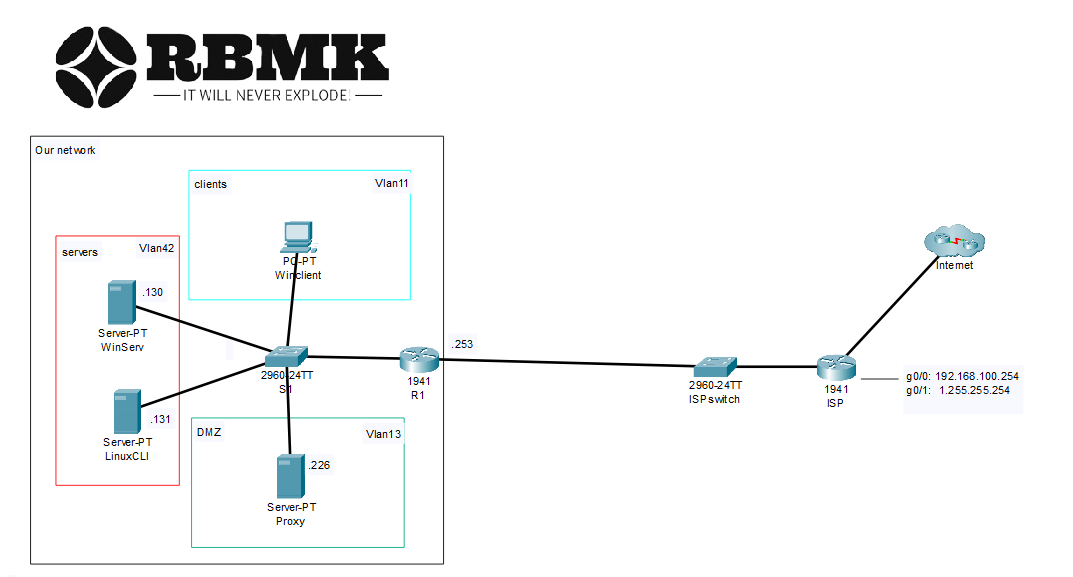 RBMK
IT WILL NEVER EXPLODE.
Our network
clients
Vlan11
PC-PT
Winclient
servers
Vlan42
.130
Server-PT
WinServ
.131
Server-PT
LinuxCLI
2960-24TT
S1
.253
1941
R1
DMZ
Vlan13
.226
Server-PT
Proxy
2960-24TT
ISPswitch
1941
ISP
Internet
g0/0: 192.168.100.254
g0/1: 1.255.255.254